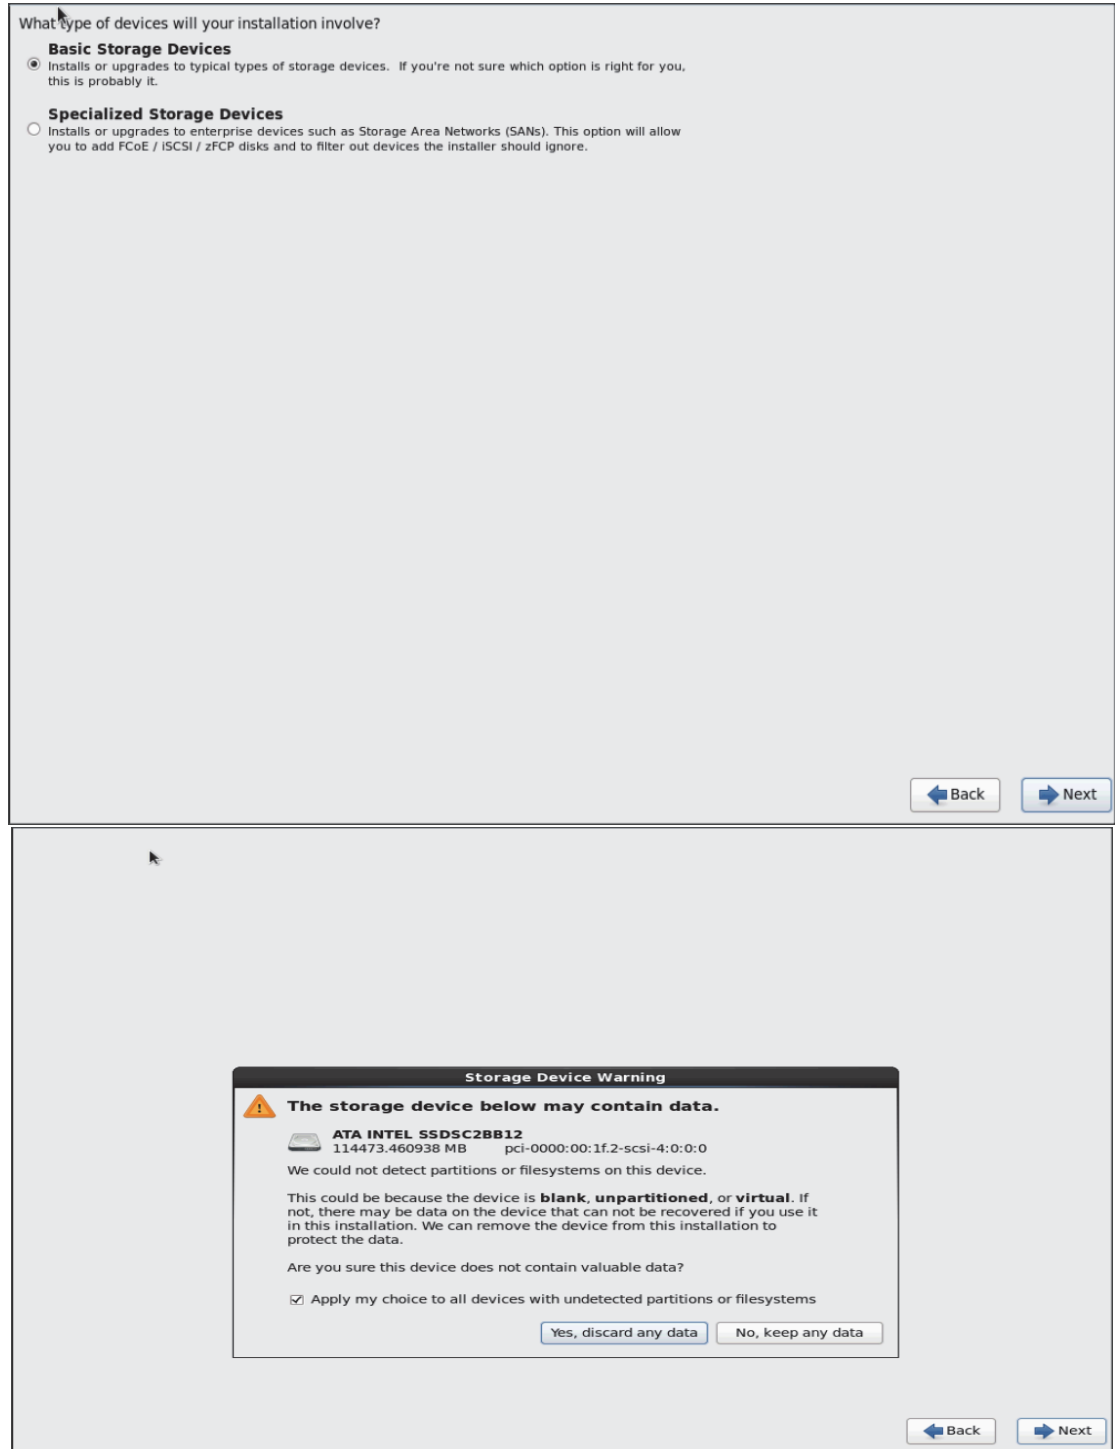 What type of devices will your installation involve?
Basic Storage Devices
Installs or upgrades to typical types of storage devices.  If you're not sure which option is right for you,
this is probably it.
Specialized Storage Devices
Installs or upgrades to enterprise devices such as Storage Area Networks (SANs). This option will allow
you to add FCoE / iSCSI / zFCP disks and to filter out devices the installer should ignore.
Back Next
Storage Device Warning
The storage device below may contain data.
ATA INTEL SSDSC2BB12
114473.460938 MB pci-0000:00:1f.2-scsi-4:0:0:0
We could not detect partitions or filesystems on this device.
This could be because the device is blank, unpartitioned, or virtual. If
not, there may be data on the device that can not be recovered if you use it
in this installation. We can remove the device from this installation to
protect the data.
Are you sure this device does not contain valuable data?
Apply my choice to all devices with undetected partitions or filesystems
Yes, discard any data No, keep any data
Back Next